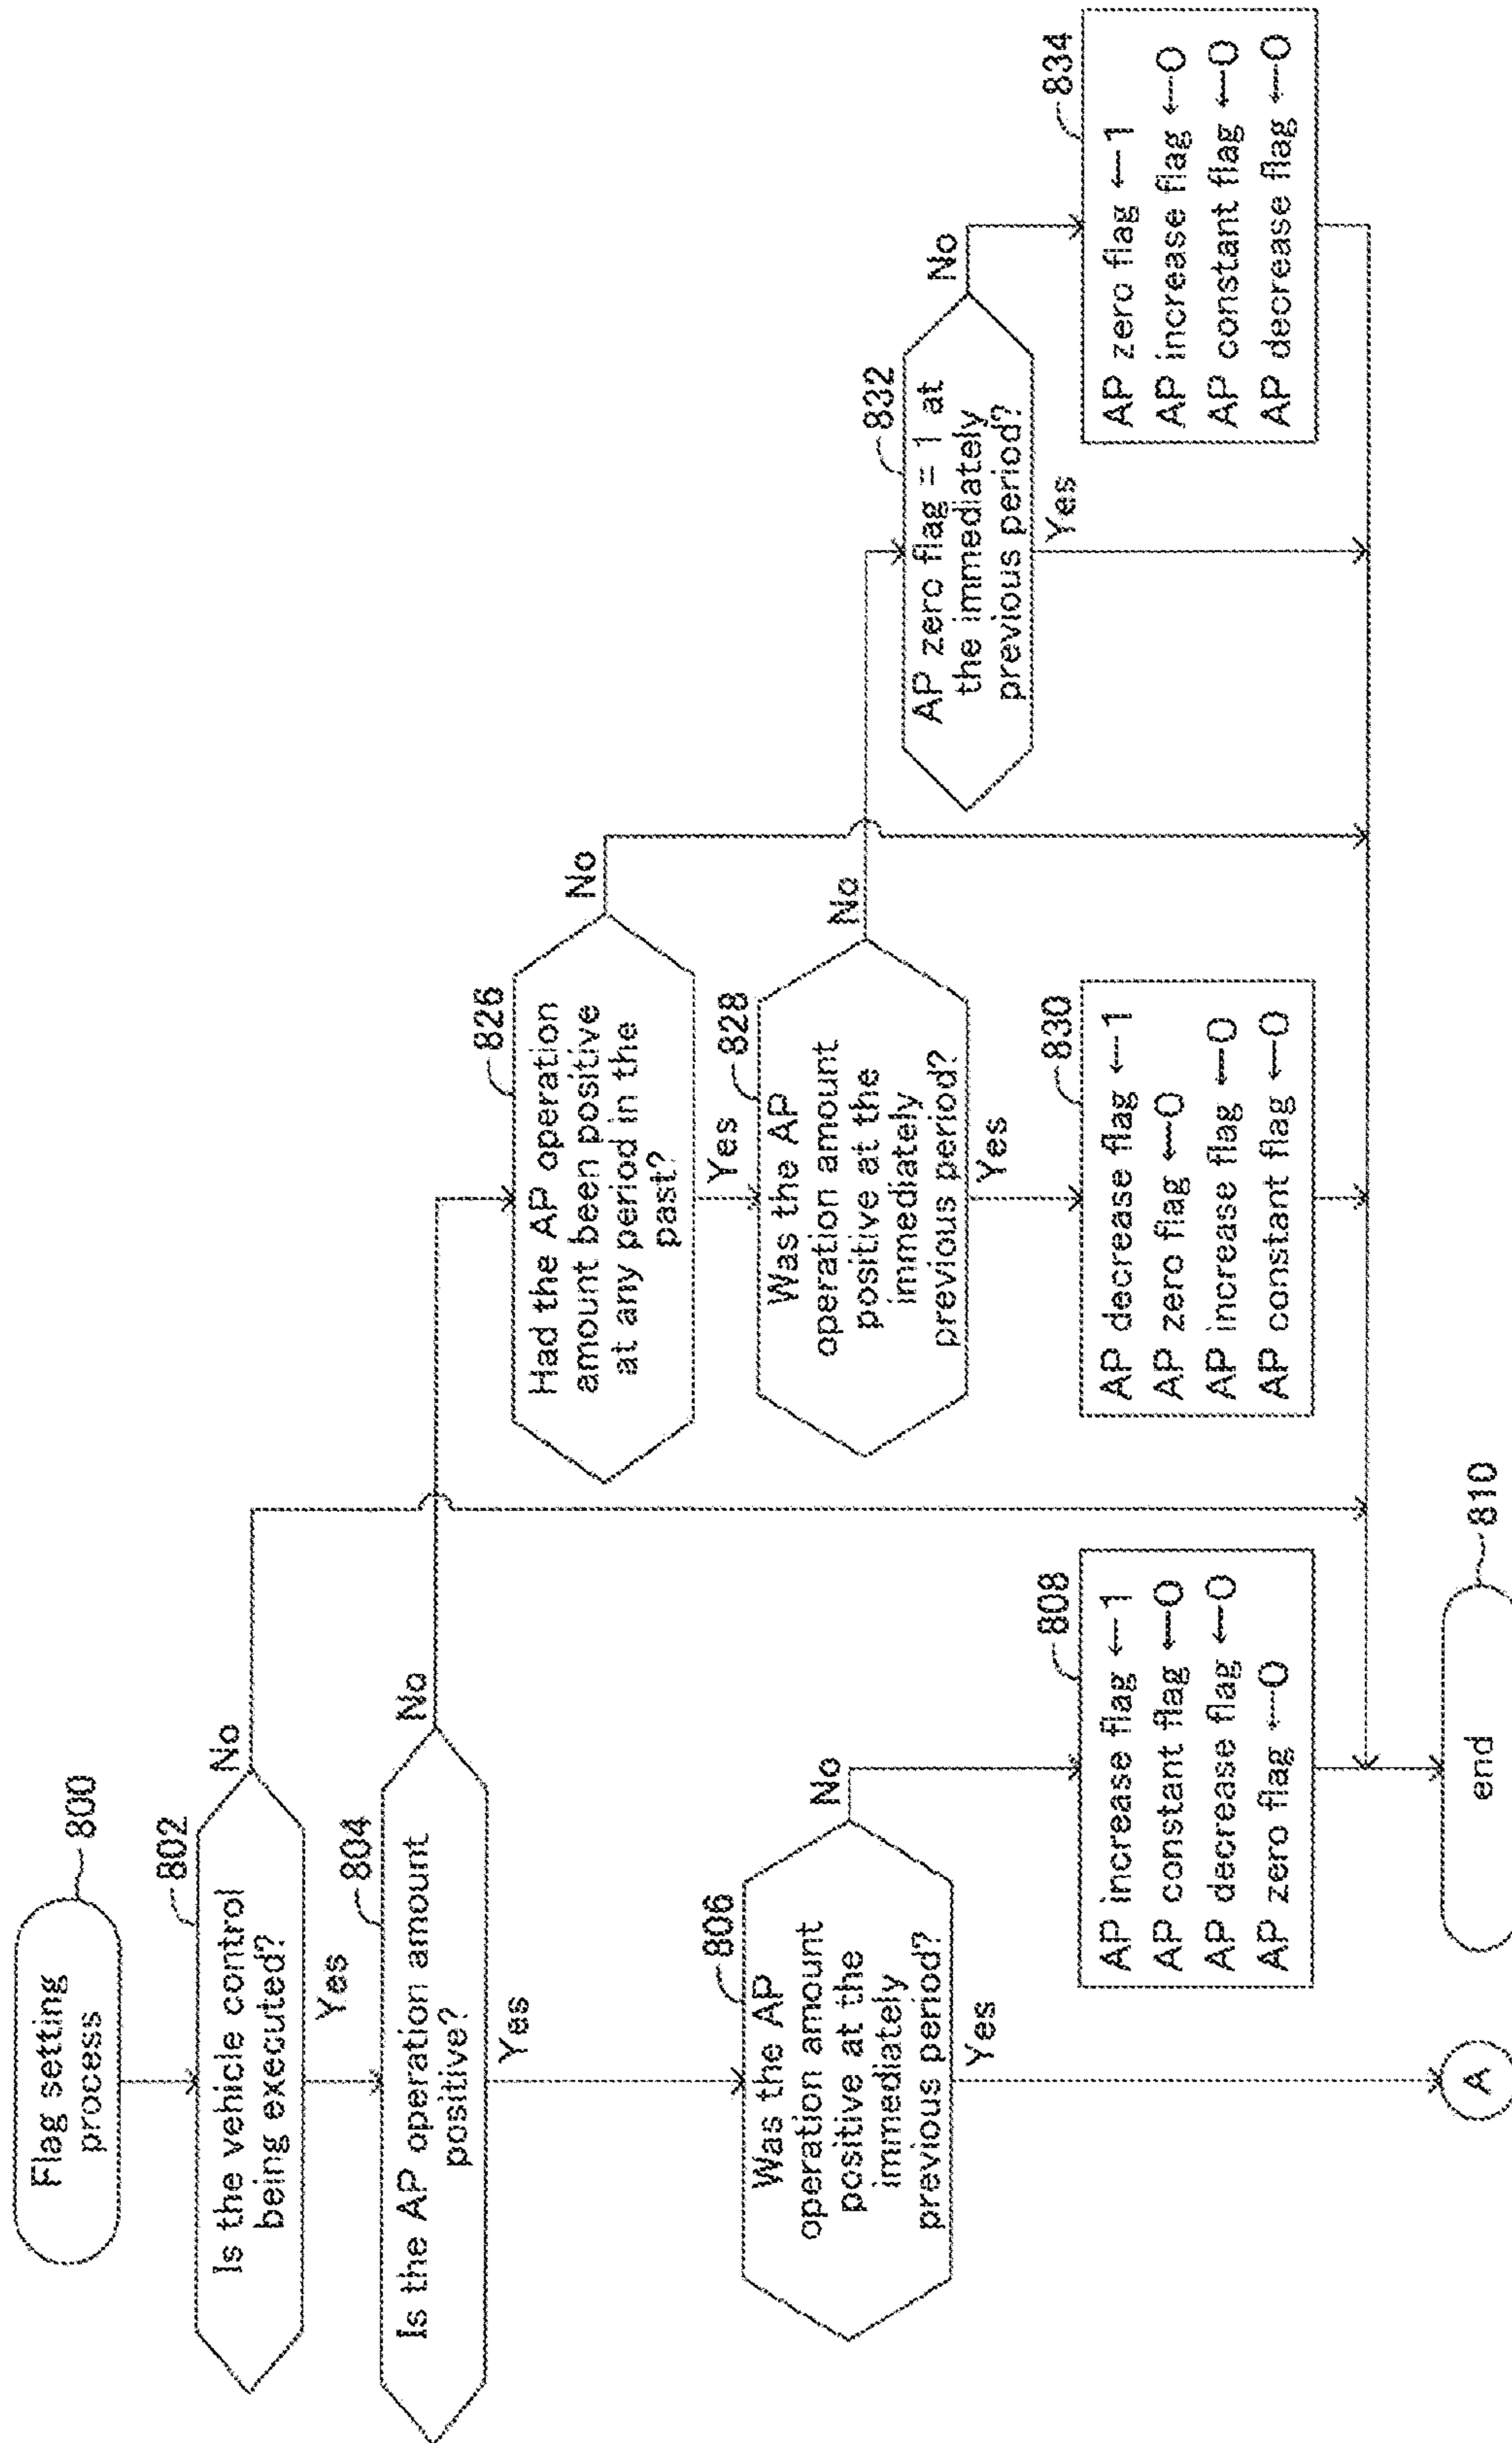 Flag setting
process
800
802
Is the vehicle control
being executed?
No
Yes
804
Is the AP operation amount
positive?
No
Yes
806
Was the AP
operation amount
positive at the
immediately
previous period?
No
Yes
808
AP increase flag ←1
AP constant flag ←0
AP decrease flag ←0
AP zero flag ←0
826
Had the AP operation
amount been positive
at any period in the
past?
No
Yes
828
Was the AP
operation amount
positive at the
immediately
previous period?
No
Yes
830
AP decrease flag ←1
AP zero flag ←0
AP increase flag ←0
AP constant flag ←0
832
AP zero flag = 1 at
the immediately
previous period?
No
Yes
834
AP zero flag ←1
AP increase flag ←0
AP constant flag ←0
AP decrease flag ←0
A
end
810